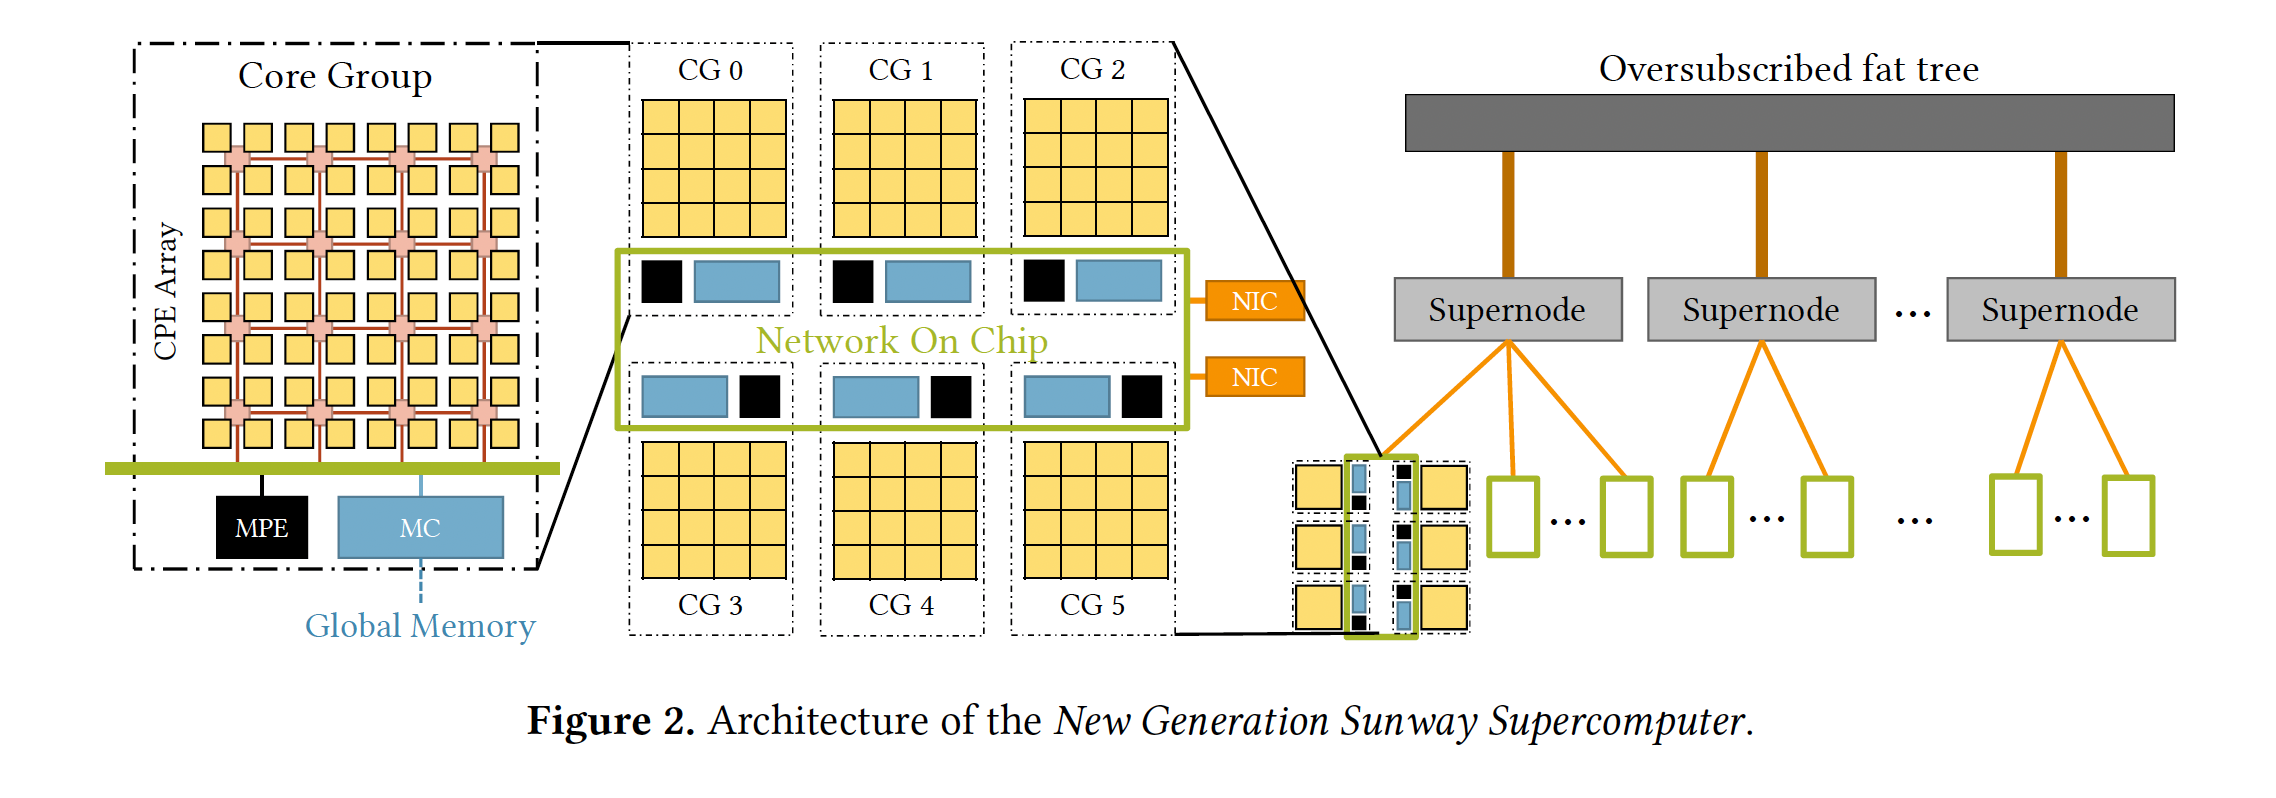 Core Group
CPE Array
MPE
MC
Global Memory
CG 0
CG 1
CG 2
Network On Chip
NIC
NIC
CG 3
CG 4
CG 5
Oversubscribed fat tree
Supernode
Supernode
...
Supernode
...
...
...
...
Figure 2. Architecture of the New Generation Sunway Supercomputer.